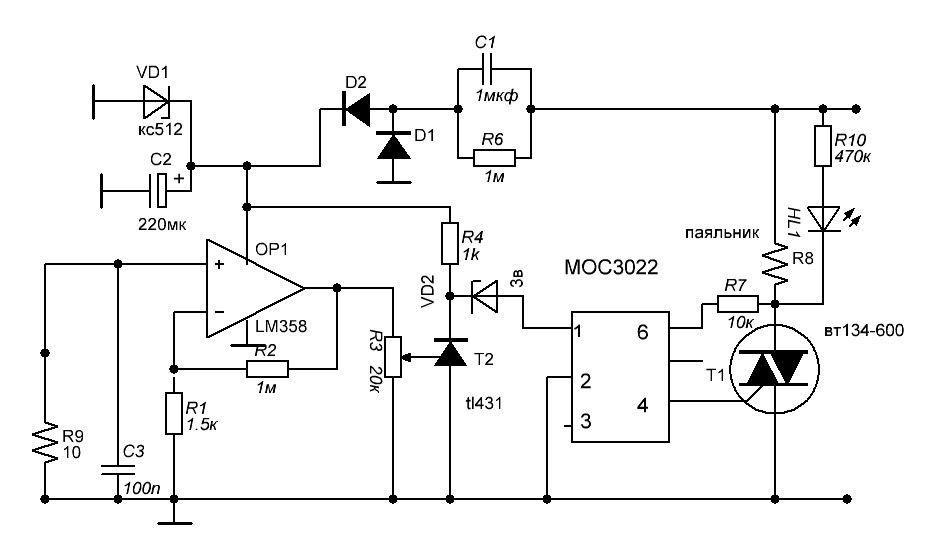 C1
1мкф
VD1
кс512
D2
D1
R6
1м
R10
470к
C2
+
220мк
HL1
паяльник
R8
OP1
+
−
LM358
R4
1k
VD2
3в
MOC3022
R7
10к
вт134-600
1
2
3
6
4
T1
T2
tl431
R2
1м
R3
20к
R1
1.5к
R9
10
C3
100n